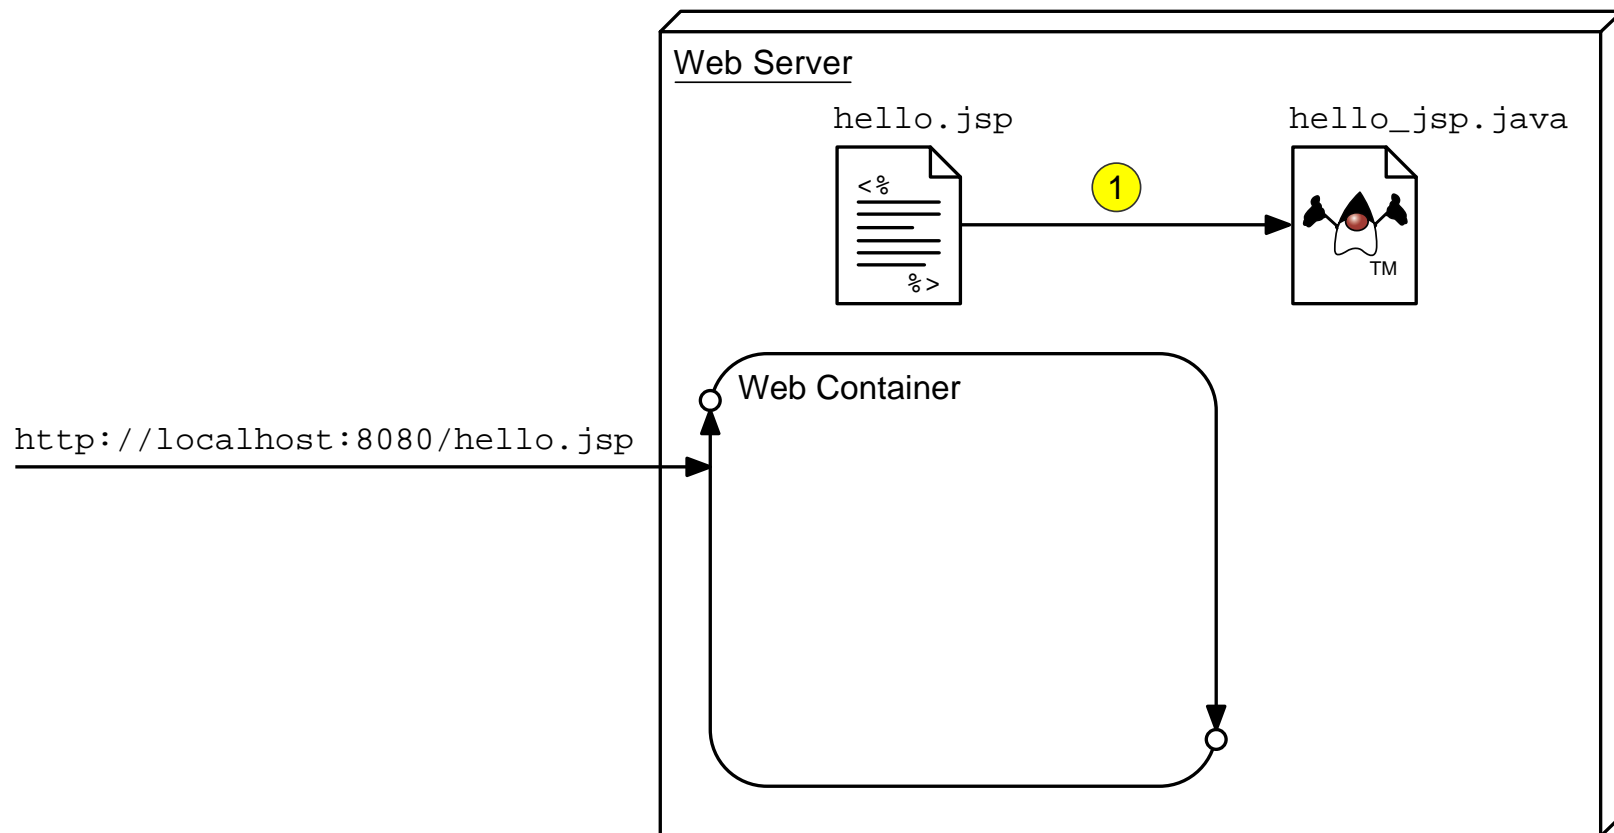 Web Server
hello.jsp
hello_jsp.java
<%
1
%>
TM
Web Container
http://localhost:8080/hello.jsp